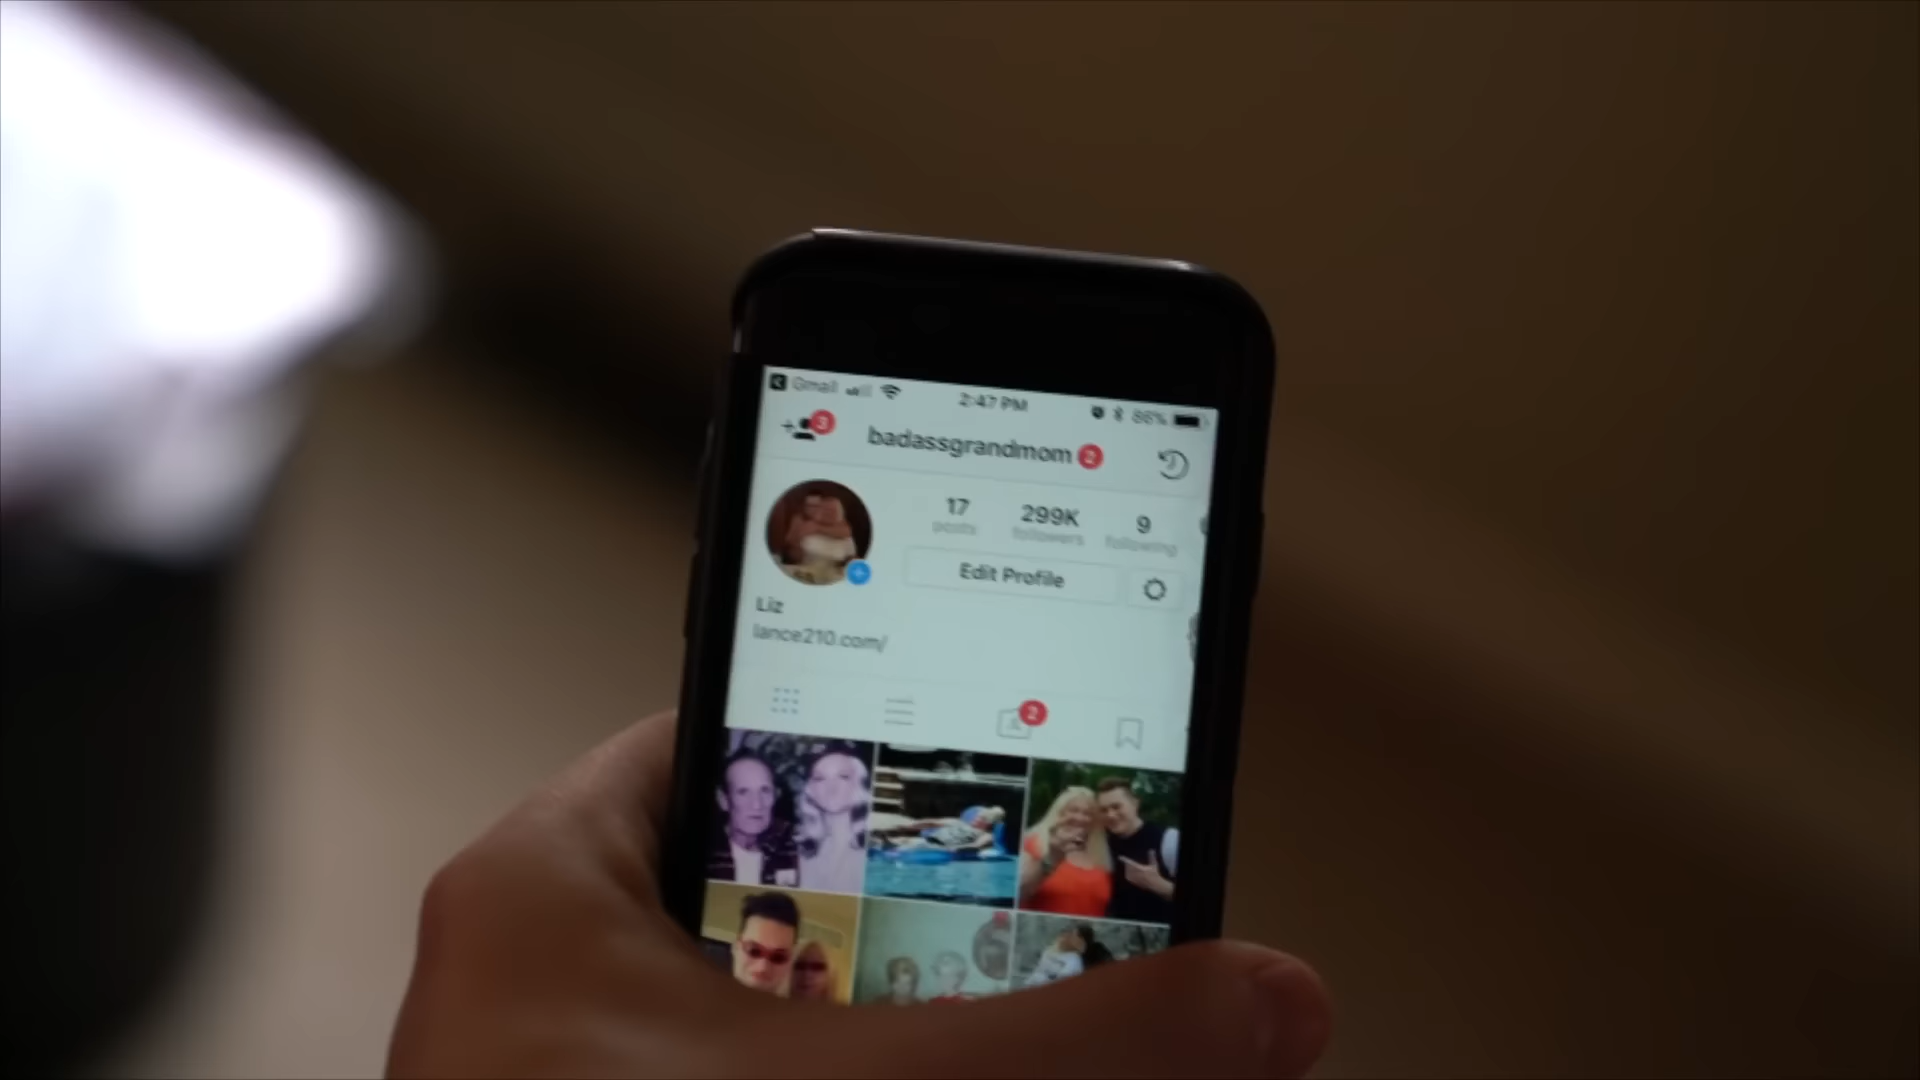 Gmail 2:47 PM 86%
3 badassgrandmom 2
17 299K 9
posts followers following
Edit Profile
Liz
lance210.com/
2